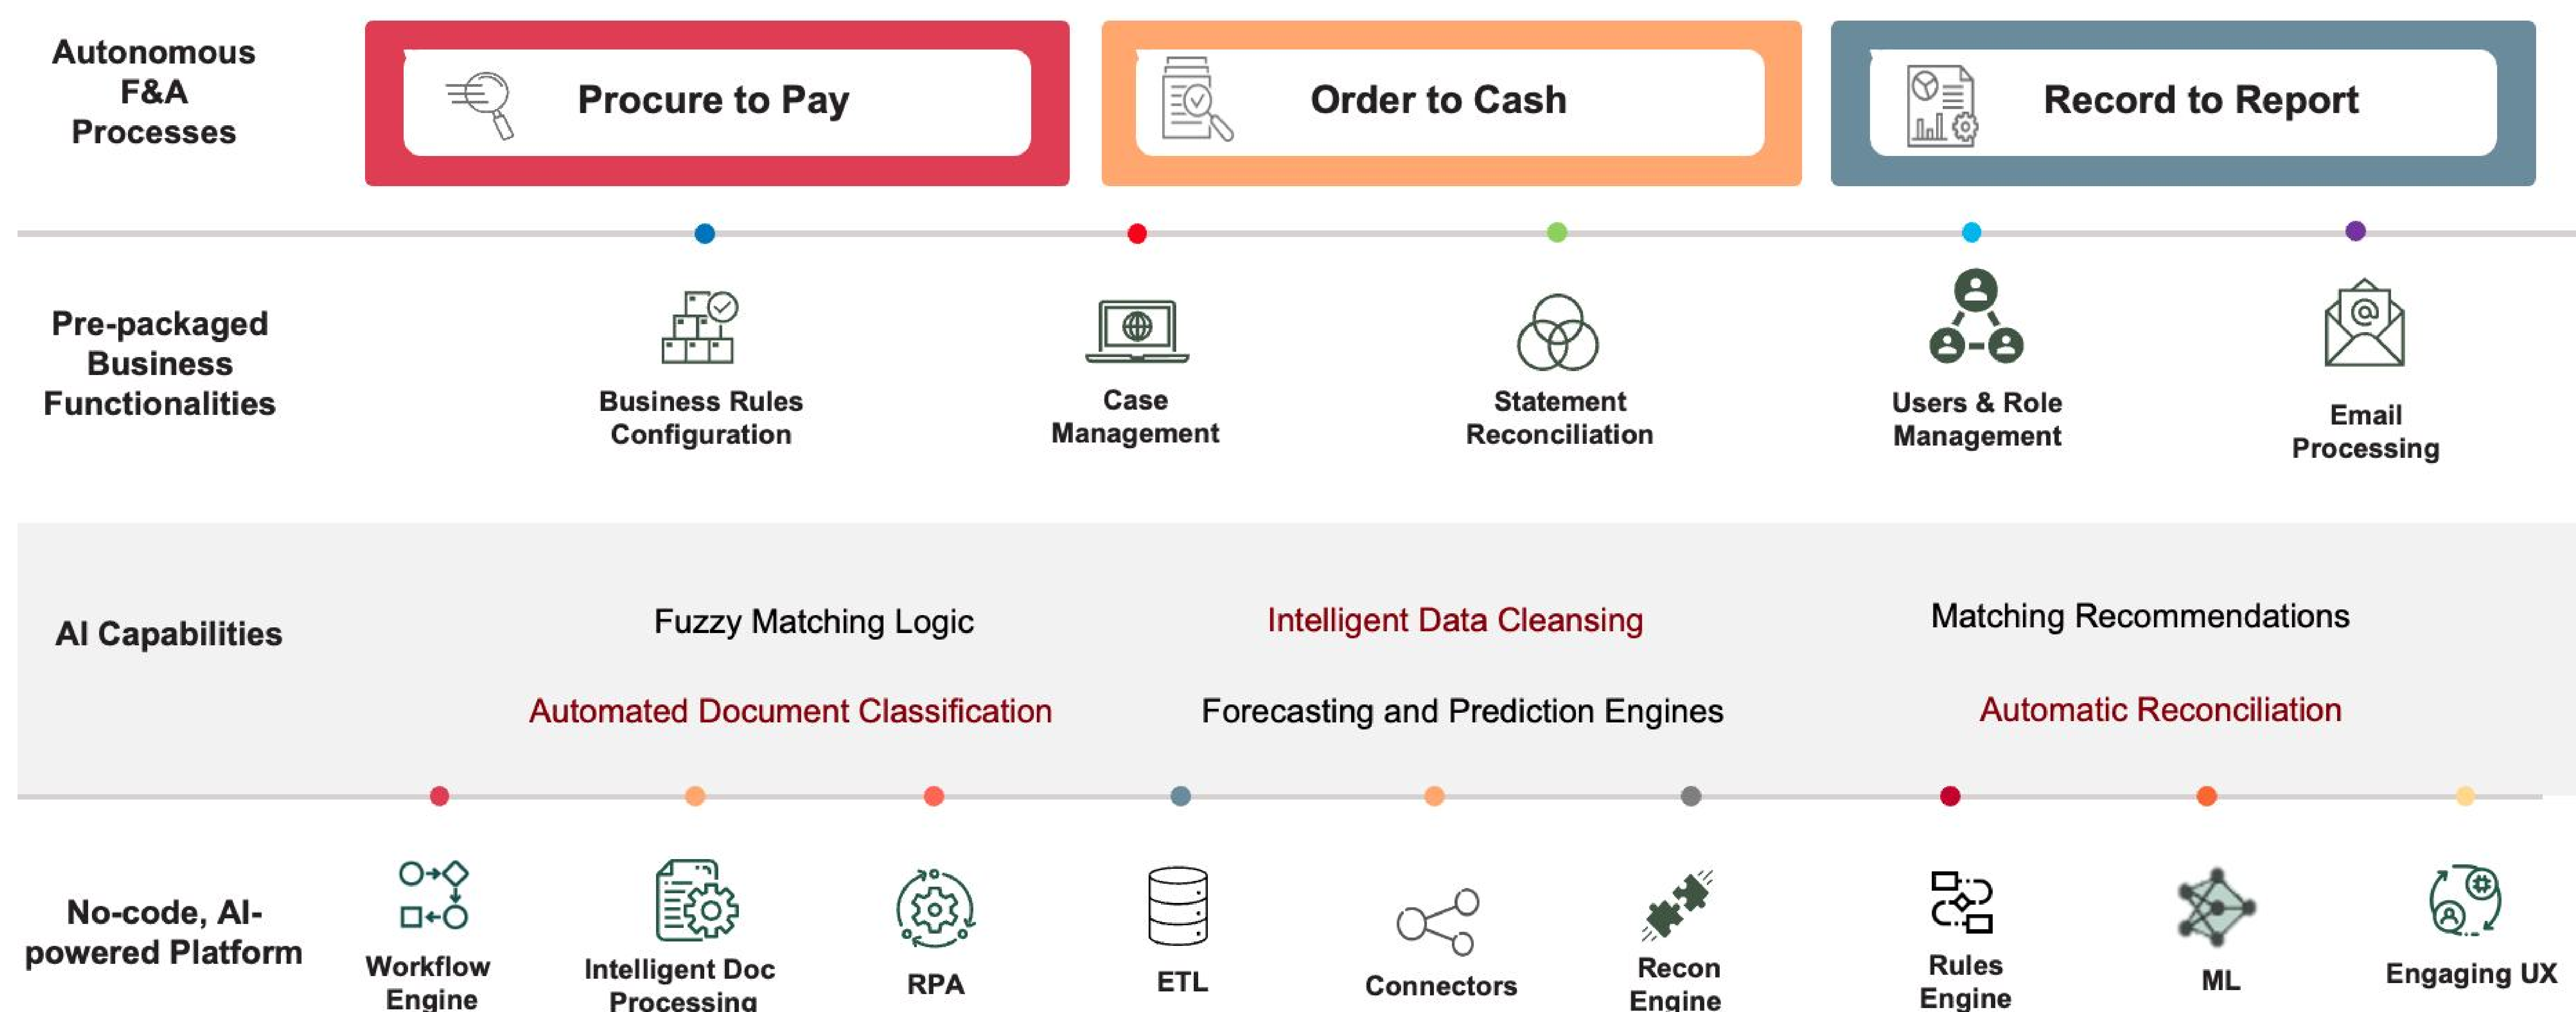 Autonomous
F&A
Processes
Procure to Pay
Order to Cash
Record to Report
Pre-packaged
Business
Functionalities
Business Rules
Configuration
Case
Management
Statement
Reconciliation
Users & Role
Management
Email
Processing
AI Capabilities
Fuzzy Matching Logic
Intelligent Data Cleansing
Matching Recommendations
Automated Document Classification
Forecasting and Prediction Engines
Automatic Reconciliation
No-code, AI-
powered Platform
Workflow
Engine
Intelligent Doc
Processing
RPA
ETL
Connectors
Recon
Engine
Rules
Engine
ML
Engaging UX